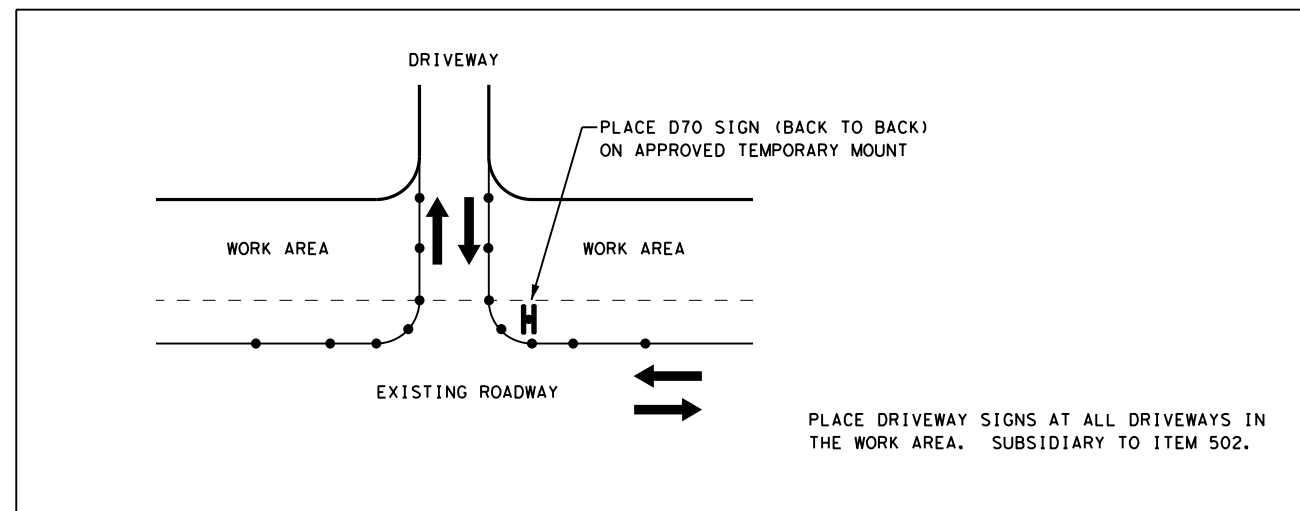 DRIVEWAY
PLACE D70 SIGN (BACK TO BACK)
ON APPROVED TEMPORARY MOUNT
WORK AREA
WORK AREA
EXISTING ROADWAY
PLACE DRIVEWAY SIGNS AT ALL DRIVEWAYS IN
THE WORK AREA. SUBSIDIARY TO ITEM 502.